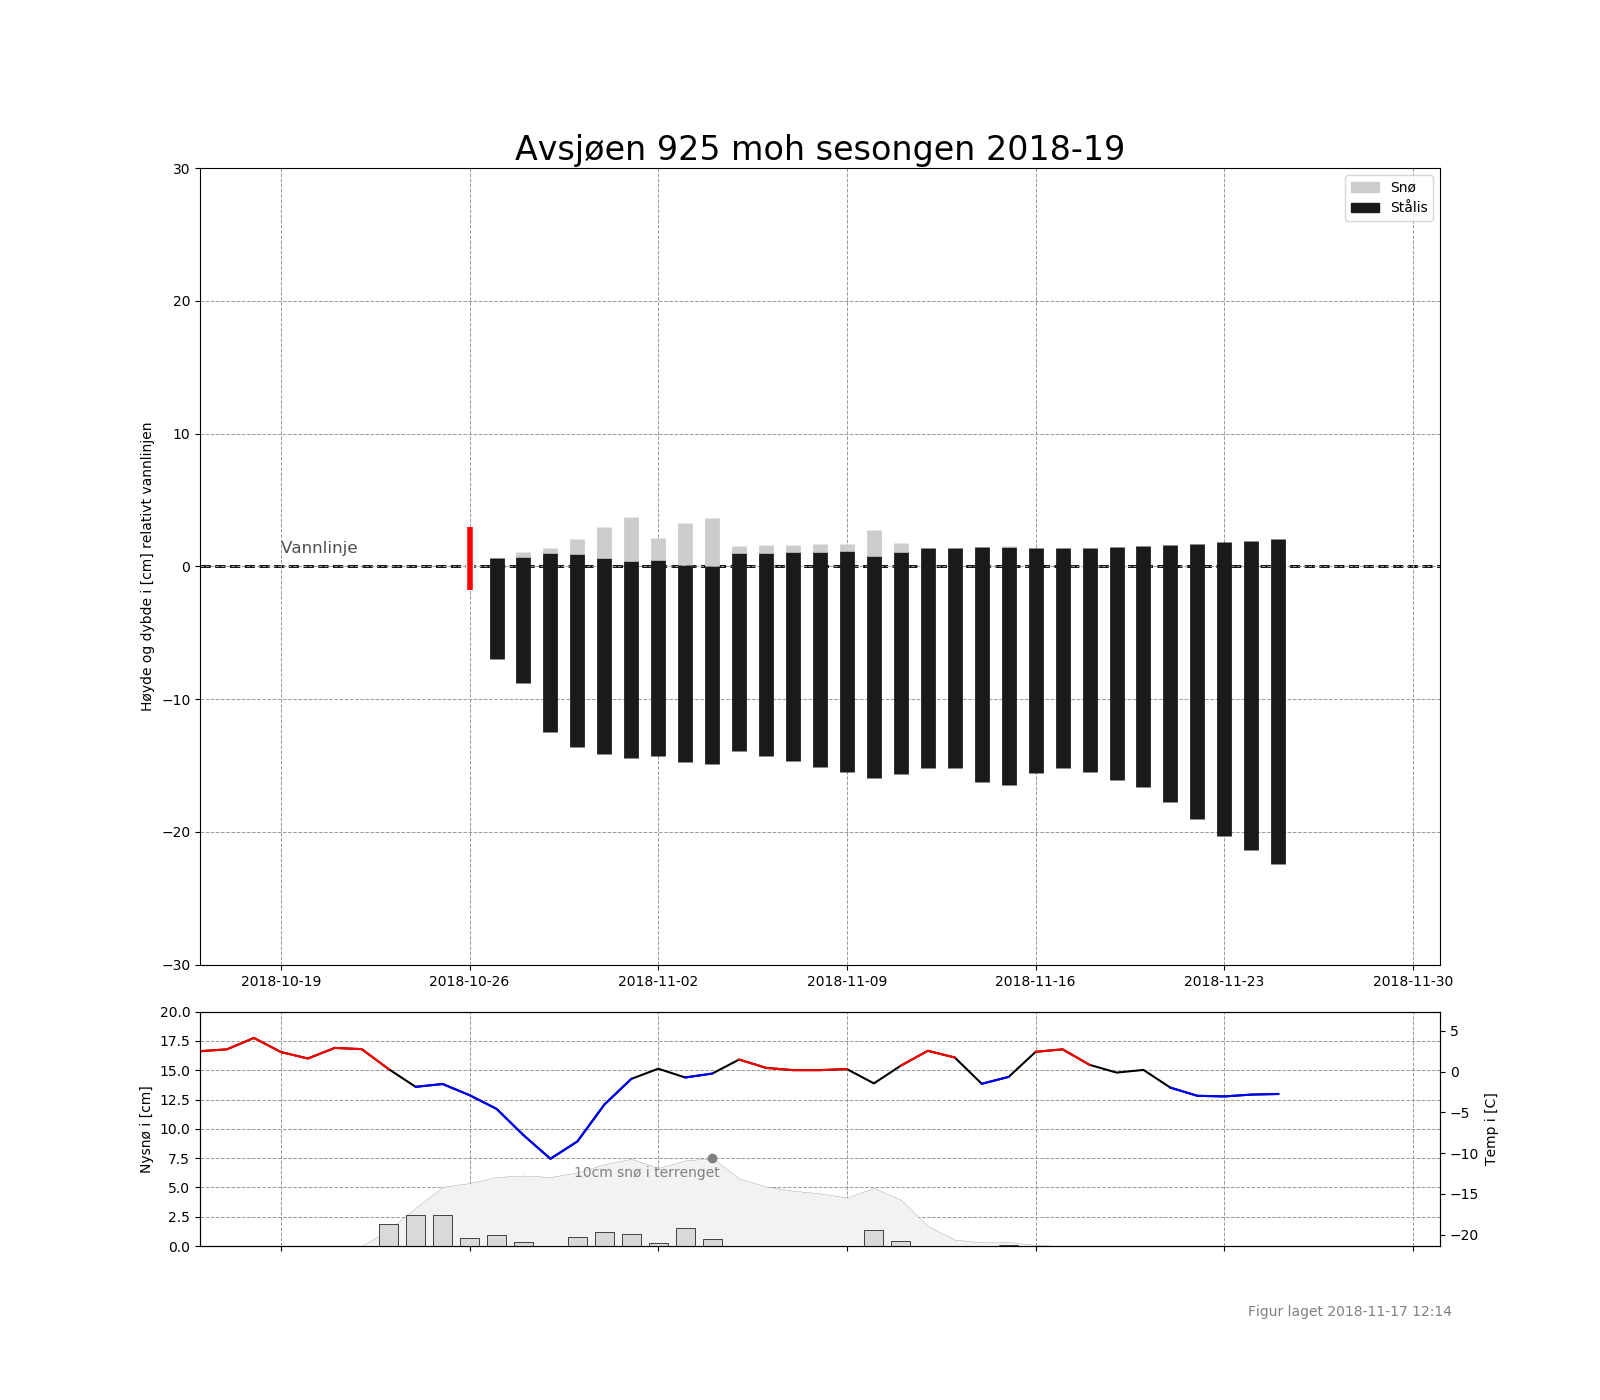 Avsjøen 925 moh sesongen 2018-19
Snø
Stålis
30
20
10
0
−10
−20
−30
Høyde og dybde i [cm] relativt vannlinjen
Vannlinje
2018-10-19 2018-10-26 2018-11-02 2018-11-09 2018-11-16 2018-11-23 2018-11-30
20.0
17.5
15.0
12.5
10.0
7.5
5.0
2.5
0.0
Nysnø i [cm]
10cm snø i terrenget
5
0
−5
−10
−15
−20
Temp i [C]
Figur laget 2018-11-17 12:14